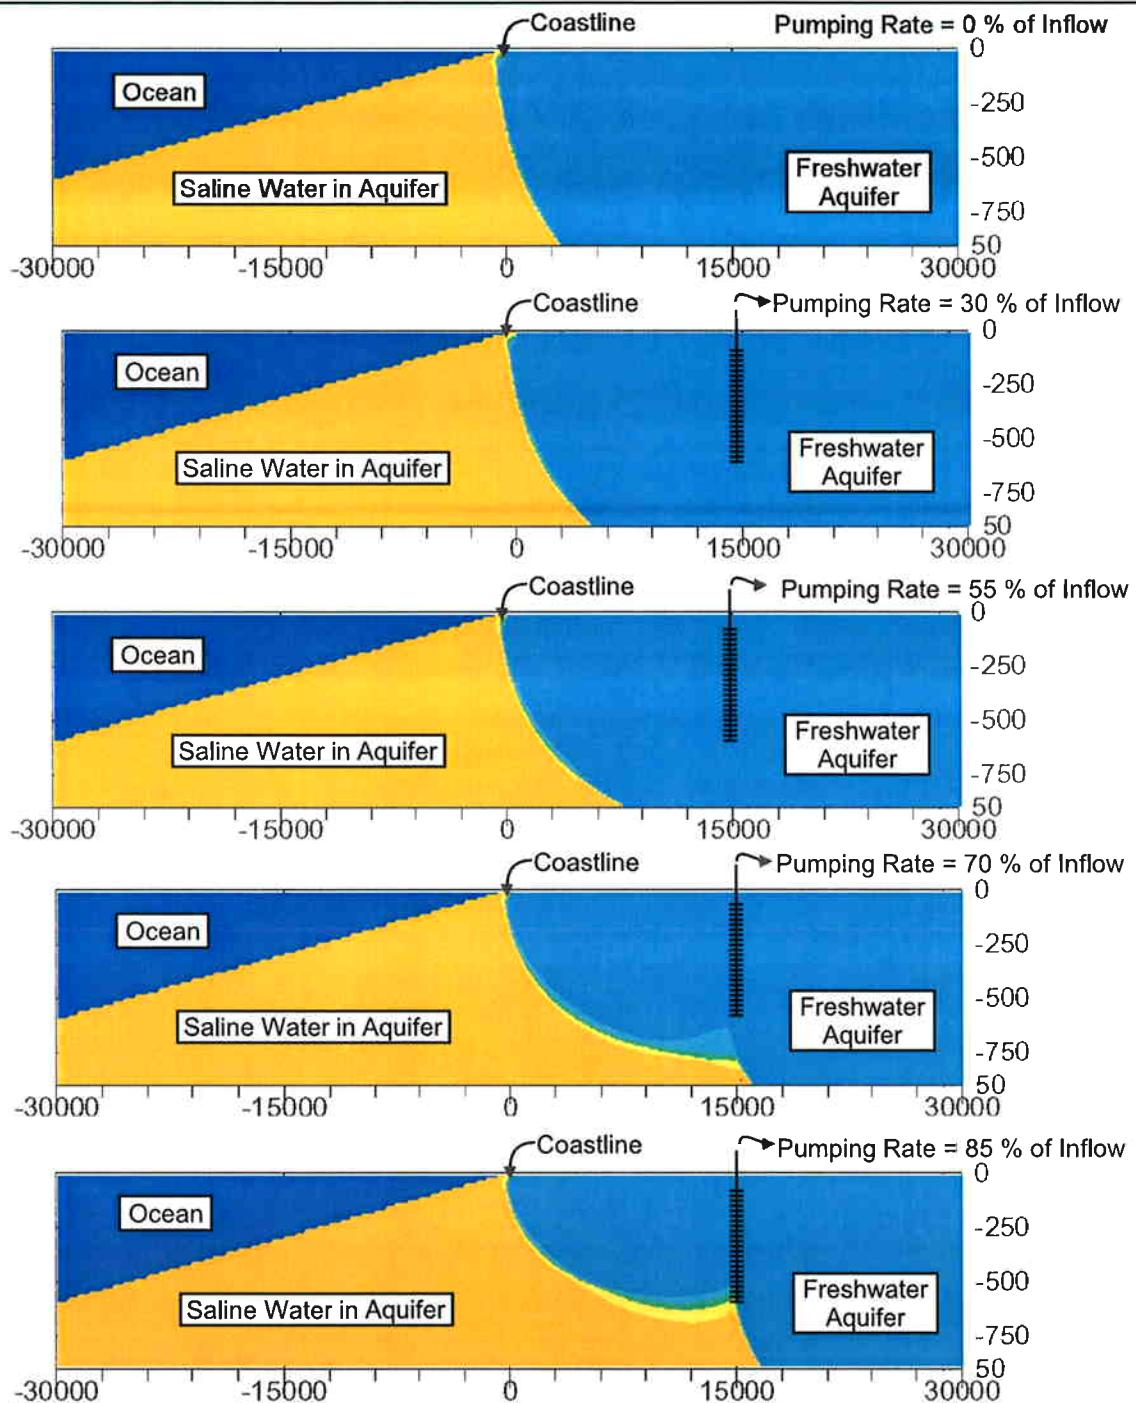 Coastline
Pumping Rate = 0 % of Inflow
0
Ocean
-250
-500
Saline Water in Aquifer
Freshwater
Aquifer
-750
50
-30000 -15000 0 15000 30000
Coastline
Pumping Rate = 30 % of Inflow
0
Ocean
-250
-500
Saline Water in Aquifer
Freshwater
Aquifer
-750
50
-30000 -15000 0 15000 30000
Coastline
Pumping Rate = 55 % of Inflow
0
Ocean
-250
-500
Saline Water in Aquifer
Freshwater
Aquifer
-750
50
-30000 -15000 0 15000 30000
Coastline
Pumping Rate = 70 % of Inflow
0
Ocean
-250
-500
Saline Water in Aquifer
Freshwater
Aquifer
-750
50
-30000 -15000 0 15000 30000
Coastline
Pumping Rate = 85 % of Inflow
0
Ocean
-250
-500
Saline Water in Aquifer
Freshwater
Aquifer
-750
50
-30000 -15000 0 15000 30000